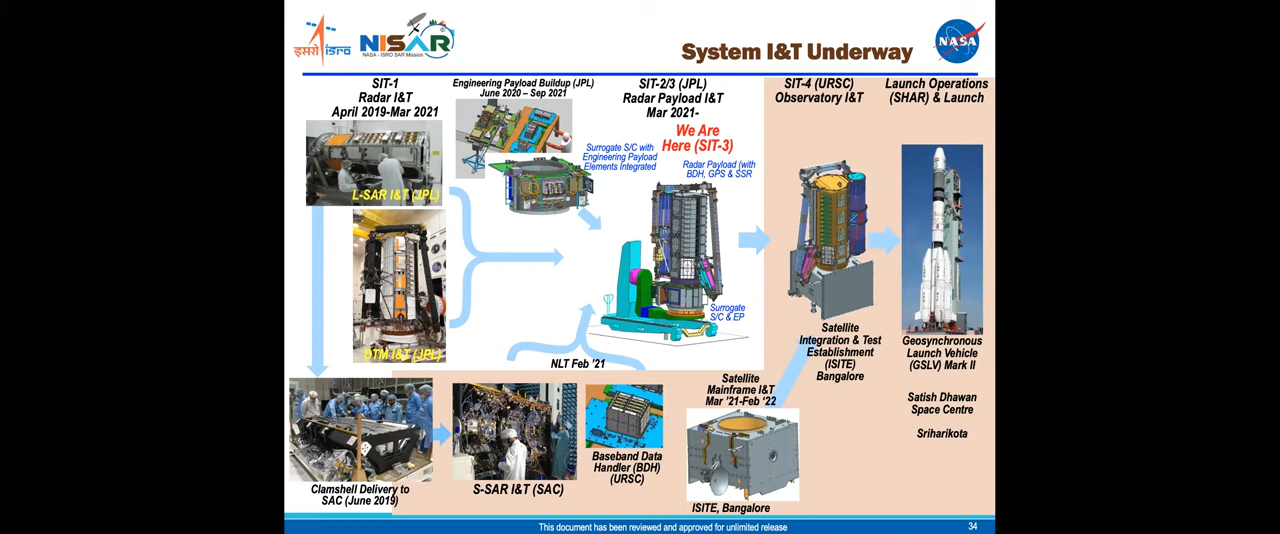 इसरो isro
NISAR
NASA - ISRO SAR Mission
System I&T Underway
NASA
SIT-1
Radar I&T
April 2019-Mar 2021
L-SAR I&T (JPL)
DTM I&T (JPL)
Clamshell Delivery to
SAC (June 2019)
Engineering Payload Buildup (JPL)
June 2020 – Sep 2021
Surrogate S/C with
Engineering Payload
Elements Integrated
SIT-2/3 (JPL)
Radar Payload I&T
Mar 2021-
We Are
Here (SIT-3)
Radar Payload (with
BDH, GPS & SSR
Surrogate
S/C & EP
NLT Feb '21
S-SAR I&T (SAC)
Baseband Data
Handler (BDH)
(URSC)
Satellite
Mainframe I&T
Mar '21-Feb '22
ISITE, Bangalore
SIT-4 (URSC)
Observatory I&T
Satellite
Integration & Test
Establishment
(ISITE)
Bangalore
Launch Operations
(SHAR) & Launch
Geosynchronous
Launch Vehicle
(GSLV) Mark II
Satish Dhawan
Space Centre
Sriharikota
This document has been reviewed and approved for unlimited release
34